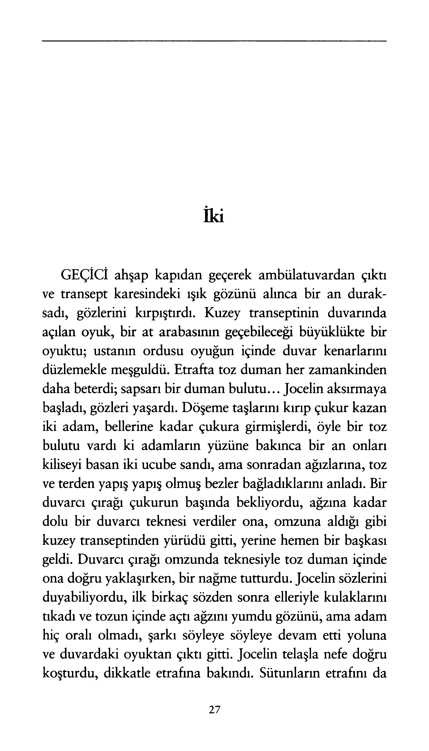 İki
GEÇİCİ ahşap kapıdan geçerek ambülatuvardan çıktı
ve transept karesindeki ışık gözünü alınca bir an durak-
sadı, gözlerini kırpıştırdı. Kuzey transeptinin duvarında
açılan oyuk, bir at arabasının geçebileceği büyüklükte bir
oyuktu; ustanın ordusu oyuğun içinde duvar kenarlarını
düzlemekle meşguldü. Etrafta toz duman her zamankinden
daha beterdi; sapsarı bir duman bulutu... Jocelin aksırmaya
başladı, gözleri yaşardı. Döşeme taşlarını kırıp çukur kazan
iki adam, bellerine kadar çukura girmişlerdi, öyle bir toz
bulutu vardı ki adamların yüzüne bakınca bir an onları
kiliseyi basan iki ucube sandı, ama sonradan ağızlarına, toz
ve terden yapış yapış olmuş bezler bağladıklarını anladı. Bir
duvarcı çırağı çukurun başında bekliyordu, ağzına kadar
dolu bir duvarcı teknesi verdiler ona, omzuna aldığı gibi
kuzey transeptinden yürüdü gitti, yerine hemen bir başkası
geldi. Duvarcı çırağı omzunda teknesiyle toz duman içinde
ona doğru yaklaşırken, bir nağme tutturdu. Jocelin sözlerini
duyabiliyordu, ilk birkaç sözden sonra elleriyle kulaklarını
tıkadı ve tozun içinde açtı ağzını yumdu gözünü, ama adam
hiç oralı olmadı, şarkı söyleye söyleye devam etti yoluna
ve duvardaki oyuktan çıktı gitti. Jocelin telaşla nefe doğru
koşturdu, dikkatle etrafına bakındı. Sütunların etrafını da
27